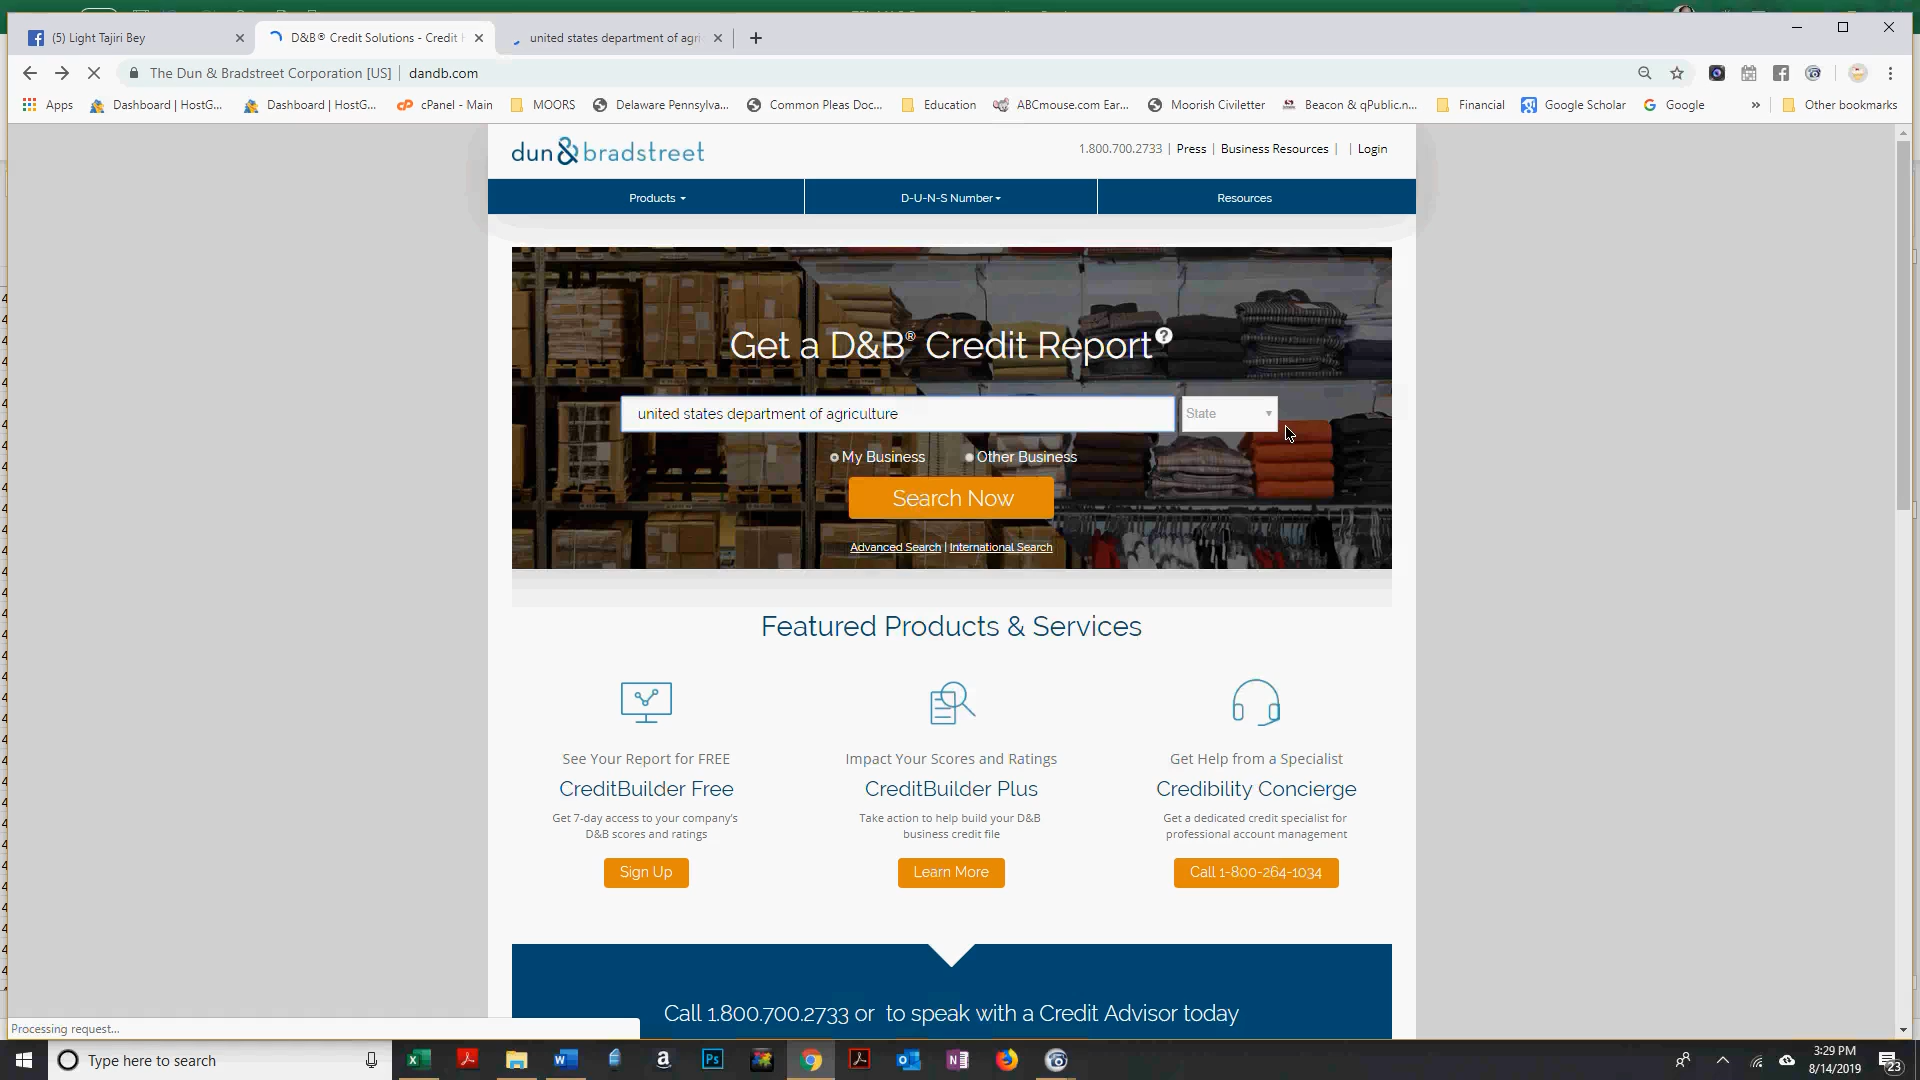 (5) Light Tajiri Bey
D&B® Credit Solutions - Credit H
united states department of agri
The Dun & Bradstreet Corporation [US] | dandb.com
Apps
Dashboard | HostG...
Dashboard | HostG...
cPanel - Main
MOORS
Delaware Pennsylva...
Common Pleas Doc...
Education
ABCmouse.com Ear...
Moorish Civiletter
Beacon & qPublic.n...
Financial
Google Scholar
Google
»
Other bookmarks
dun&bradstreet
1.800.700.2733 | Press | Business Resources | | Login
Products
D-U-N-S Number
Resources
Get a D&B® Credit Report ?
united states department of agriculture
State
My Business
Other Business
Search Now
Advanced Search | International Search
Featured Products & Services
See Your Report for FREE
CreditBuilder Free
Get 7-day access to your company's
D&B scores and ratings
Sign Up
Impact Your Scores and Ratings
CreditBuilder Plus
Take action to help build your D&B
business credit file
Learn More
Get Help from a Specialist
Credibility Concierge
Get a dedicated credit specialist for
professional account management
Call 1-800-264-1034
Call 1.800.700.2733 or to speak with a Credit Advisor today
Processing request...
Type here to search
3:29 PM
8/14/2019
23